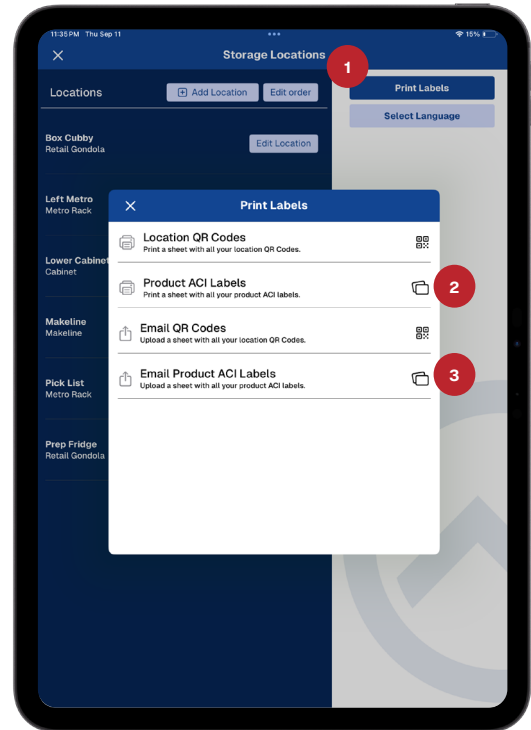 11:35 PM Thu Sep 11
15%
Storage Locations
1
Locations
Add Location
Edit order
Print Labels
Select Language
Box Cubby
Retail Gondola
Edit Location
Left Metro
Metro Rack
Print Labels
Location QR Codes
Print a sheet with all your location QR Codes.
Lower Cabinet
Cabinet
Product ACI Labels
Print a sheet with all your product ACI labels.
2
Makeline
Makeline
Email QR Codes
Upload a sheet with all your location QR Codes.
Pick List
Metro Rack
Email Product ACI Labels
Upload a sheet with all your product ACI labels.
3
Prep Fridge
Retail Gondola